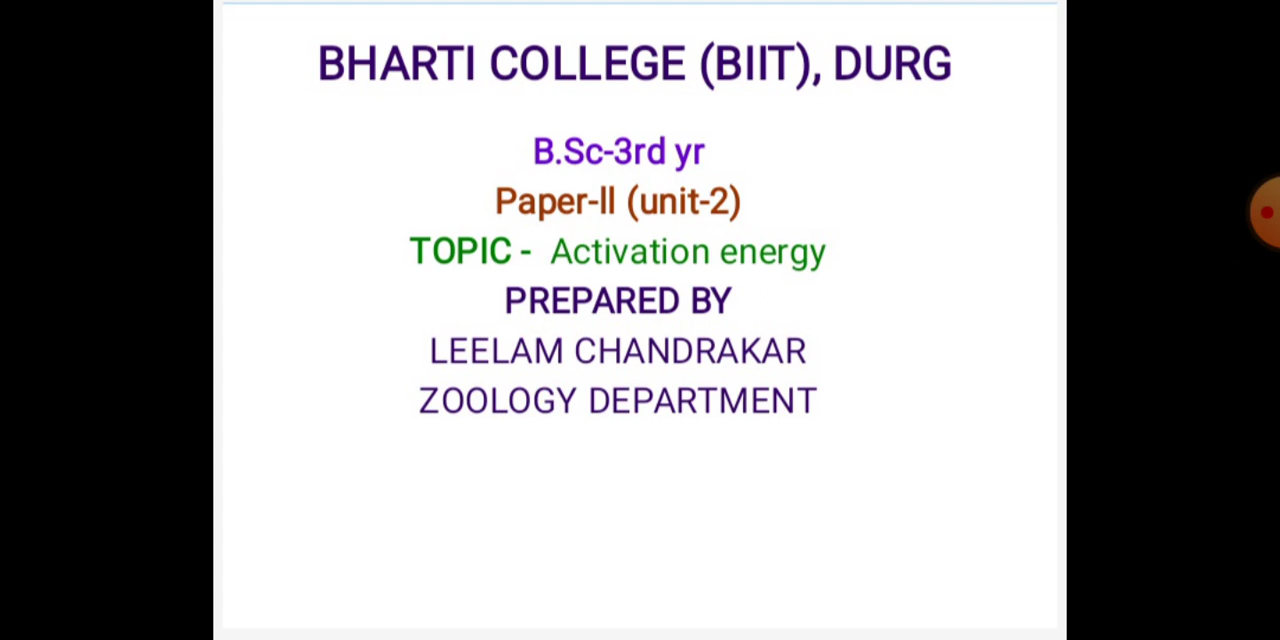 BHARTI COLLEGE (BIIT), DURG
B.Sc-3rd yr
Paper-II (unit-2)
TOPIC - Activation energy
PREPARED BY
LEELAM CHANDRAKAR
ZOOLOGY DEPARTMENT